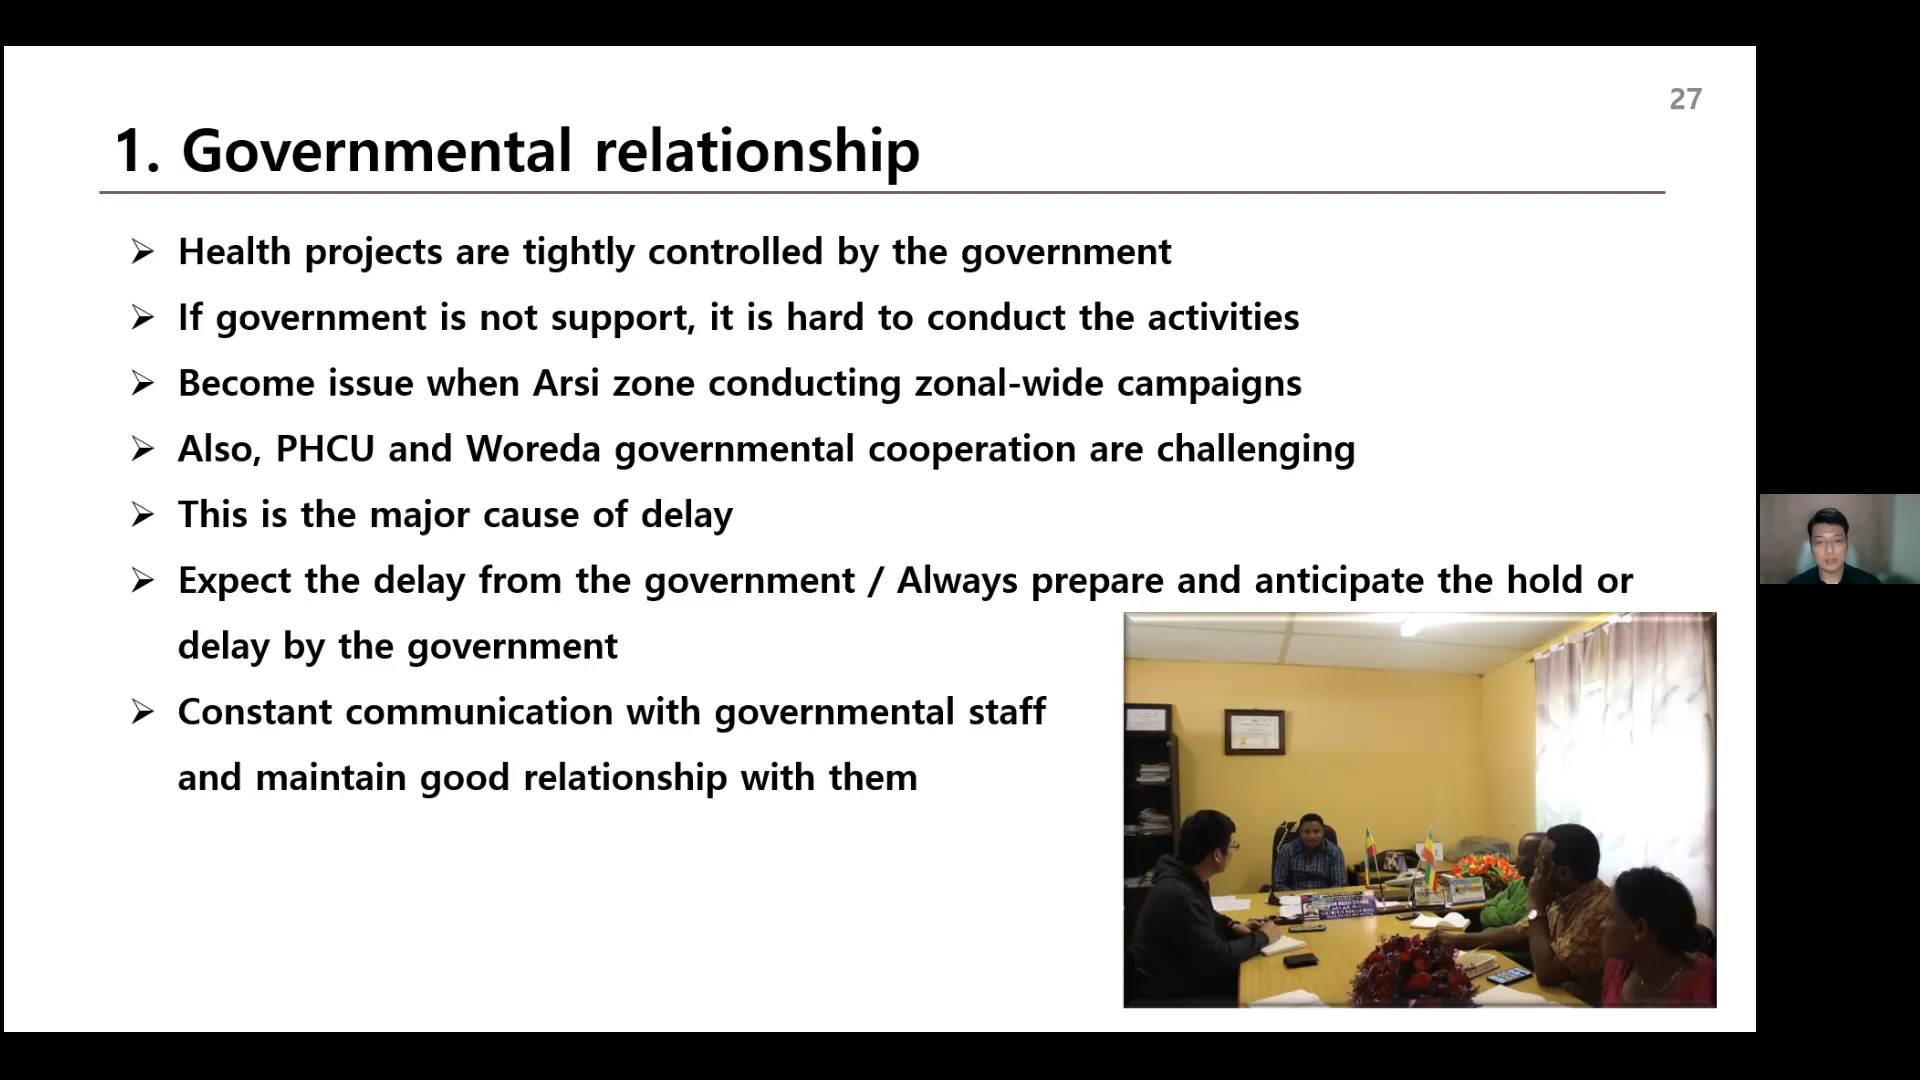 27
1. Governmental relationship
➢ Health projects are tightly controlled by the government
➢ If government is not support, it is hard to conduct the activities
➢ Become issue when Arsi zone conducting zonal-wide campaigns
➢ Also, PHCU and Woreda governmental cooperation are challenging
➢ This is the major cause of delay
➢ Expect the delay from the government / Always prepare and anticipate the hold or
delay by the government
➢ Constant communication with governmental staff
and maintain good relationship with them